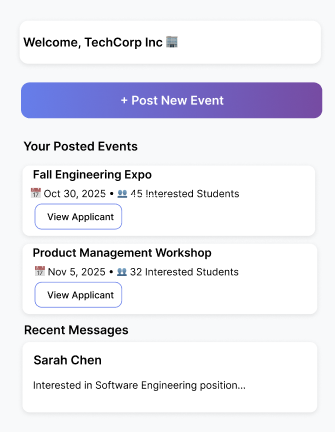 Welcome, TechCorp Inc 🏢
+ Post New Event
Your Posted Events
Fall Engineering Expo
📅 Oct 30, 2025 • 👥 45 Interested Students
View Applicant
Product Management Workshop
📅 Nov 5, 2025 • 👥 32 Interested Students
View Applicant
Recent Messages
Sarah Chen
Interested in Software Engineering position...